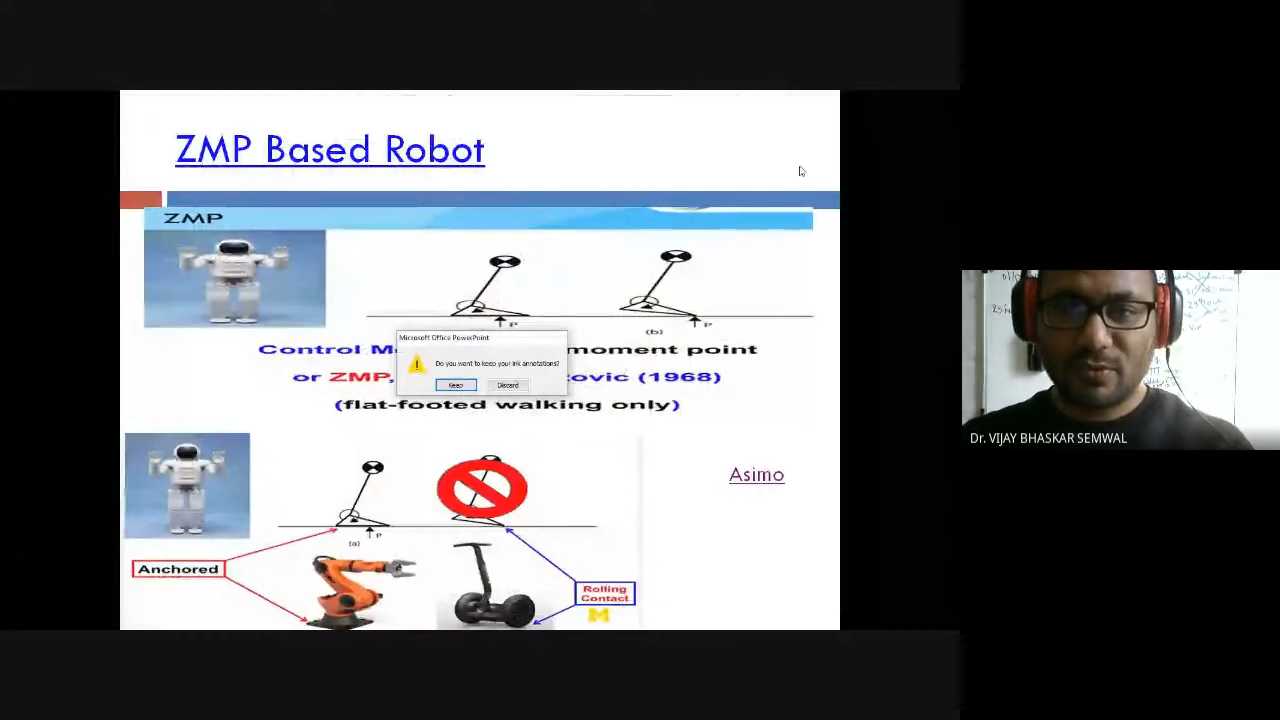 ZMP Based Robot
ZMP
P
P
(b)
Microsoft Office PowerPoint
Do you want to keep your ink annotations?
Keep
Discard
Control M moment point
or ZMP, ovic (1968)
(flat-footed walking only)
Asimo
P
(a)
Anchored
Rolling
Contact
M
Dr. VIJAY BHASKAR SEMWAL